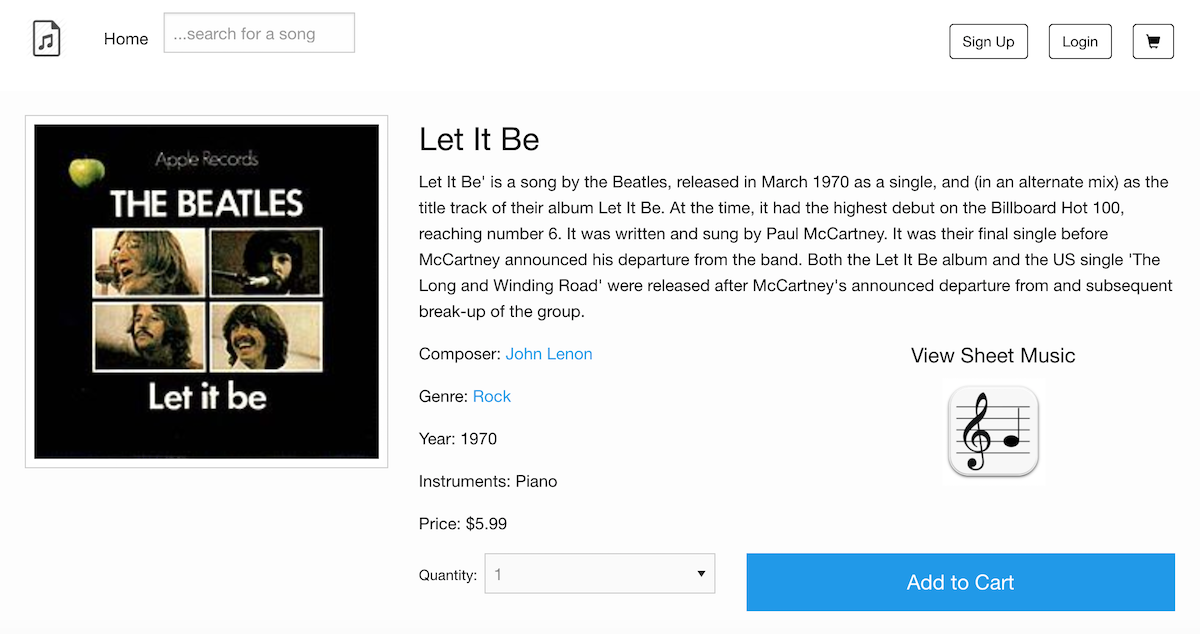 Home
...search for a song
Sign Up
Login
Apple Records
THE BEATLES
Let it be
Let It Be
Let It Be' is a song by the Beatles, released in March 1970 as a single, and (in an alternate mix) as the
title track of their album Let It Be. At the time, it had the highest debut on the Billboard Hot 100,
reaching number 6. It was written and sung by Paul McCartney. It was their final single before
McCartney announced his departure from the band. Both the Let It Be album and the US single 'The
Long and Winding Road' were released after McCartney's announced departure from and subsequent
break-up of the group.
Composer: John Lenon
View Sheet Music
Genre: Rock
Year: 1970
Instruments: Piano
Price: $5.99
Quantity: 1
Add to Cart